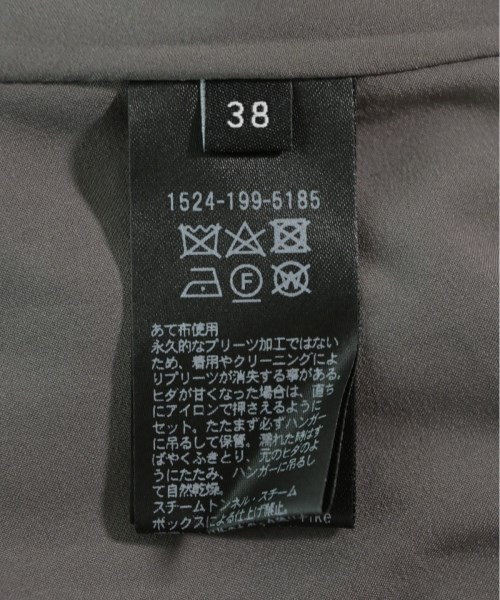 38
1524-199-5185
あて布使用
永久的なプリーツ加工ではない
ため、着用やクリーニングによ
りプリーツが消失する事がある。
ヒダが甘くなった場合は、直ち
にアイロンで押さえるように
セット。たたまず必ずハンガー
に吊るして保管。濡れた時はす
ばやくふきとり、元のヒダのよ
うにたたみ、ハンガーに吊るし
て自然乾燥。
スチームトンネル・スチーム
ボックスによる仕上げ禁止。